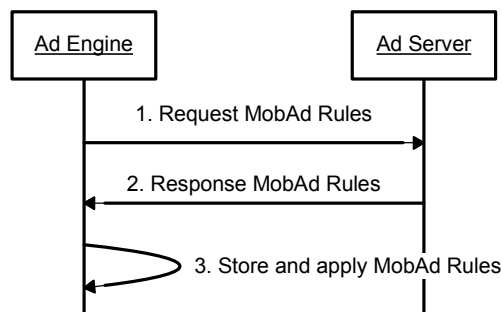 Ad Engine
Ad Server
1. Request MobAd Rules
2. Response MobAd Rules
3. Store and apply MobAd Rules